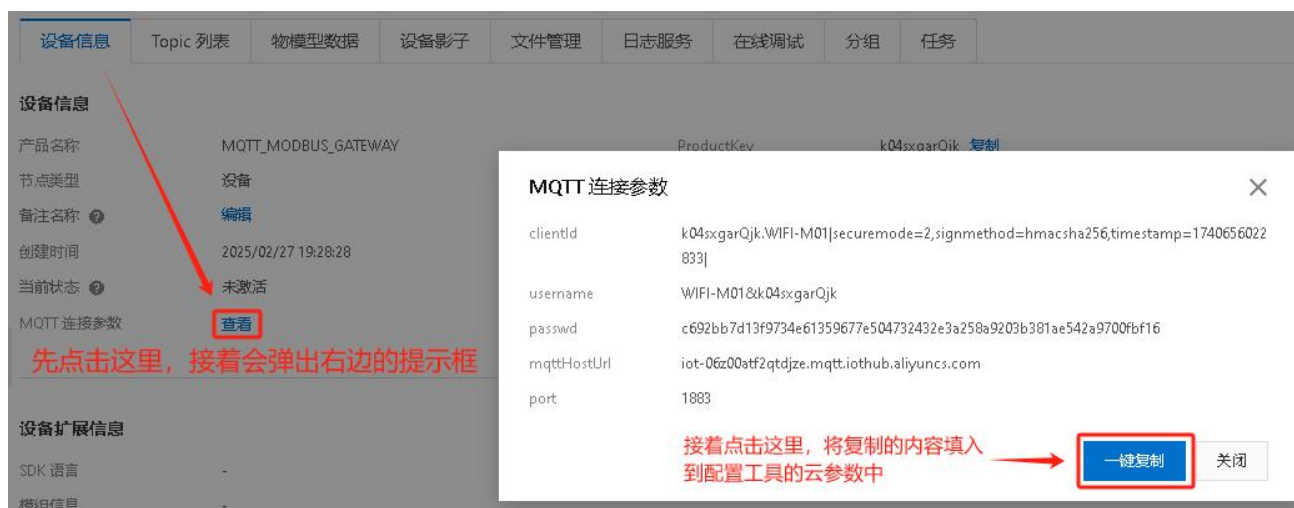 设备信息 Topic 列表 物模型数据 设备影子 文件管理 日志服务 在线调试 分组 任务
设备信息
产品名称 MQTT_MODBUS_GATEWAY ProductKey k04sxgarQjk 复制
节点类型 设备
备注名称 编辑
创建时间 2025/02/27 19:28:28
当前状态 未激活
MQTT 连接参数 查看
先点击这里，接着会弹出右边的提示框
设备扩展信息
SDK 语言 -
模组信息 -
MQTT 连接参数
clientId k04sxgarQjk.WIFI-M01|securemode=2,signmethod=hmacsha256,timestamp=1740656022
833|
username WIFI-M01&k04sxgarQjk
passwd c692bb7d13f9734e61359677e504732432e3a258a9203b381ae542a9700fbf16
mqttHostUrl iot-06z00atf2qtdjze.mqtt.iothub.aliyuncs.com
port 1883
接着点击这里，将复制的内容填入
到配置工具的云参数中
一键复制 关闭